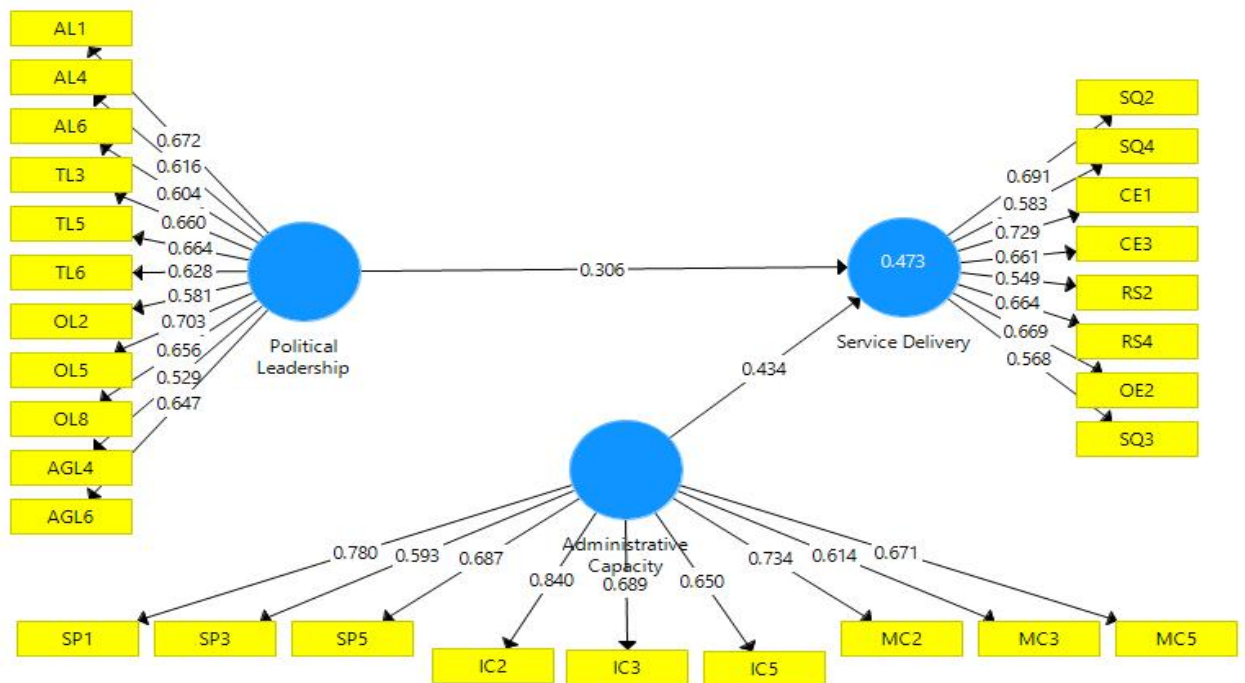 AL1
AL4
AL6
TL3
TL5
TL6
OL2
OL5
OL8
AGL4
AGL6
0.672
0.616
0.604
0.660
0.664
0.628
0.581
0.703
0.656
0.529
0.647
Political
Leadership
0.306
0.473
Service Delivery
0.434
0.691
0.583
0.729
0.661
0.549
0.664
0.669
0.568
SQ2
SQ4
CE1
CE3
RS2
RS4
OE2
SQ3
Administrative
Capacity
0.780
0.593
0.687
0.840
0.689
0.650
0.734
0.614
0.671
SP1
SP3
SP5
IC2
IC3
IC5
MC2
MC3
MC5